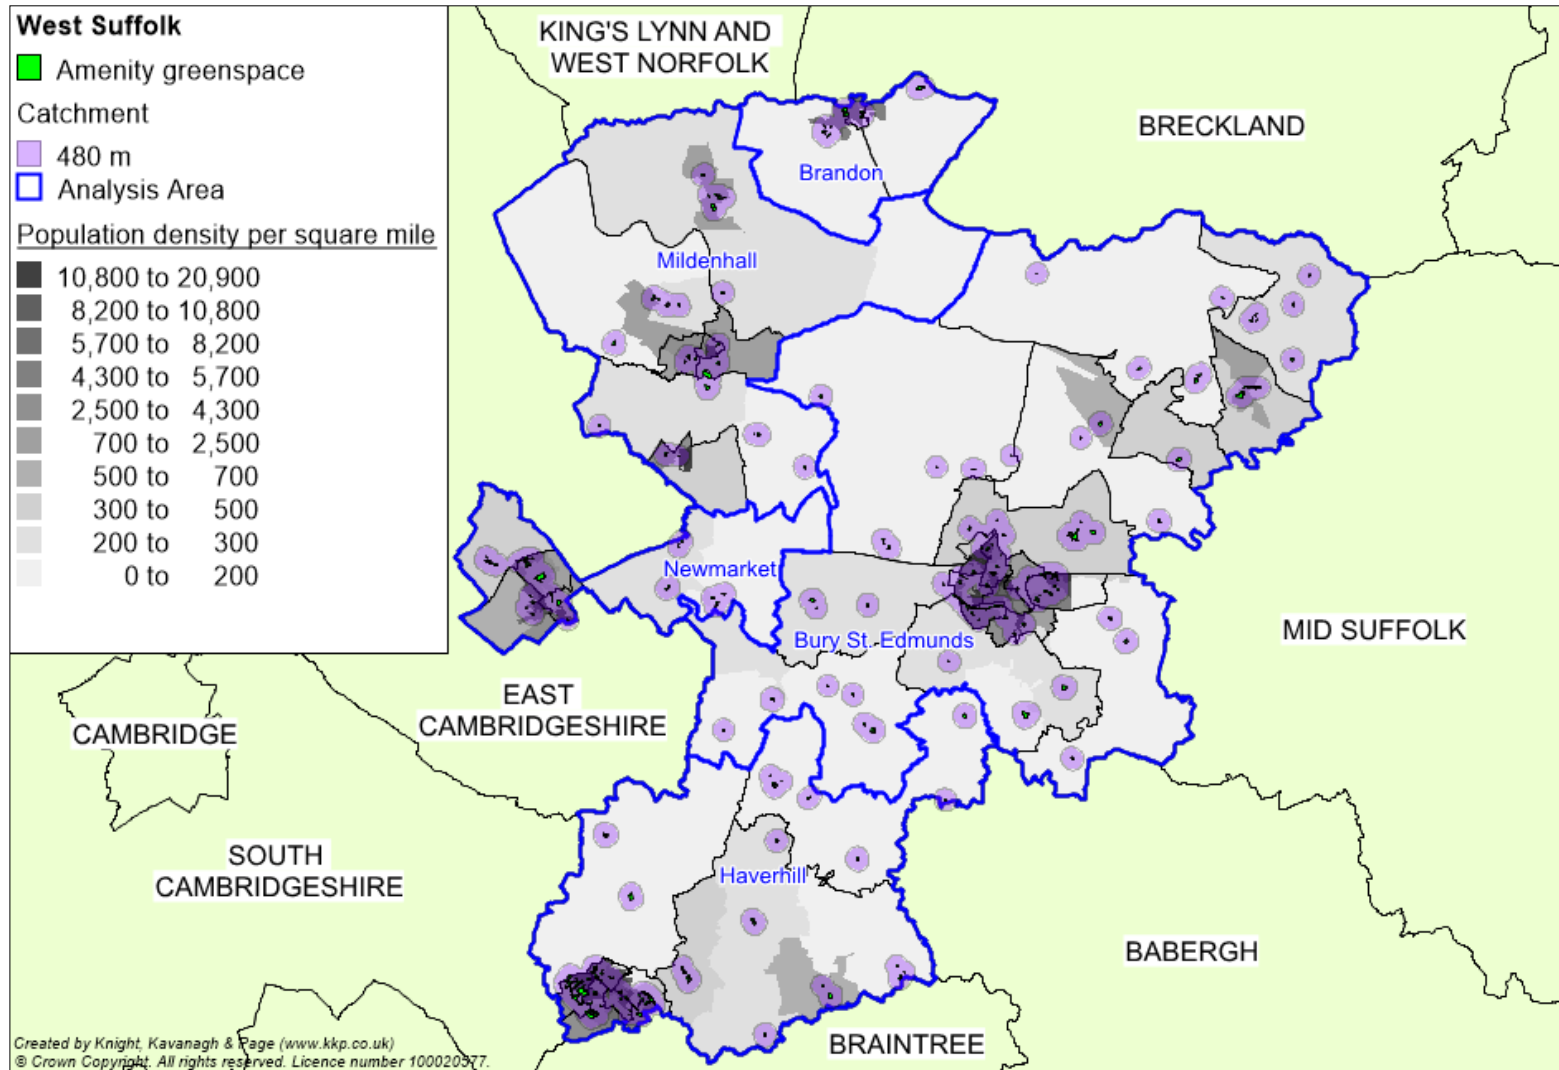 West Suffolk
Amenity greenspace
Catchment
480 m
Analysis Area
Population density per square mile
10,800 to 20,900
8,200 to 10,800
5,700 to 8,200
4,300 to 5,700
2,500 to 4,300
700 to 2,500
500 to 700
300 to 500
200 to 300
0 to 200
KING'S LYNN AND
WEST NORFOLK
BRECKLAND
Brandon
Mildenhall
Newmarket
Bury St. Edmunds
MID SUFFOLK
EAST
CAMBRIDGESHIRE
CAMBRIDGE
SOUTH
CAMBRIDGESHIRE
Haverhill
BABERGH
BRAINTREE
Created by Knight, Kavanagh & Page (www.kkp.co.uk)
© Crown Copyright. All rights reserved. Licence number 100020577.